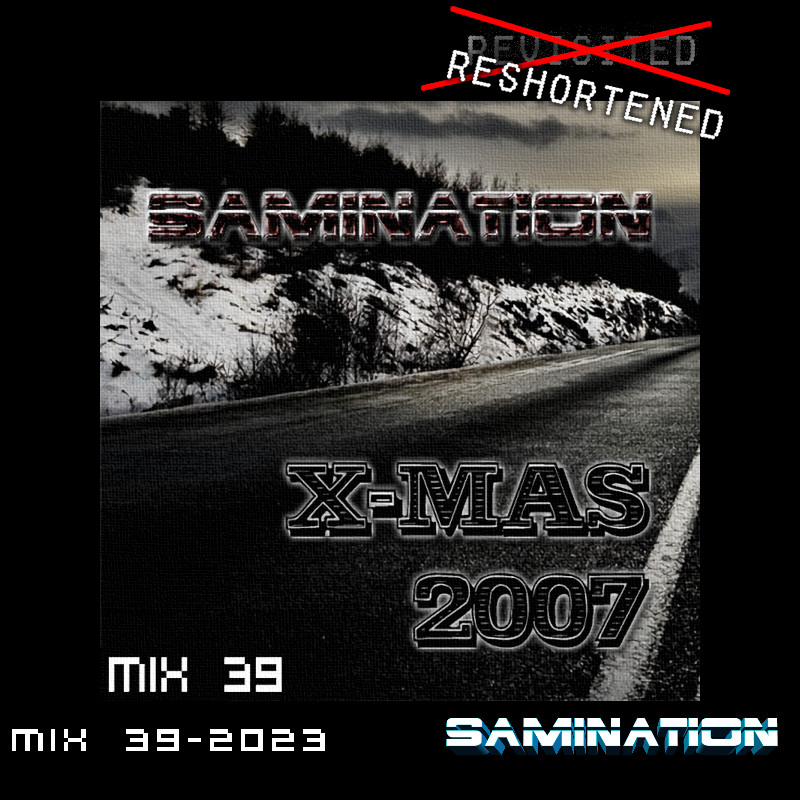 REVISITED
RESHORTENED
SAMINATION
X-MAS
2007
MIX 39
MIX 39-2023
SAMINATION